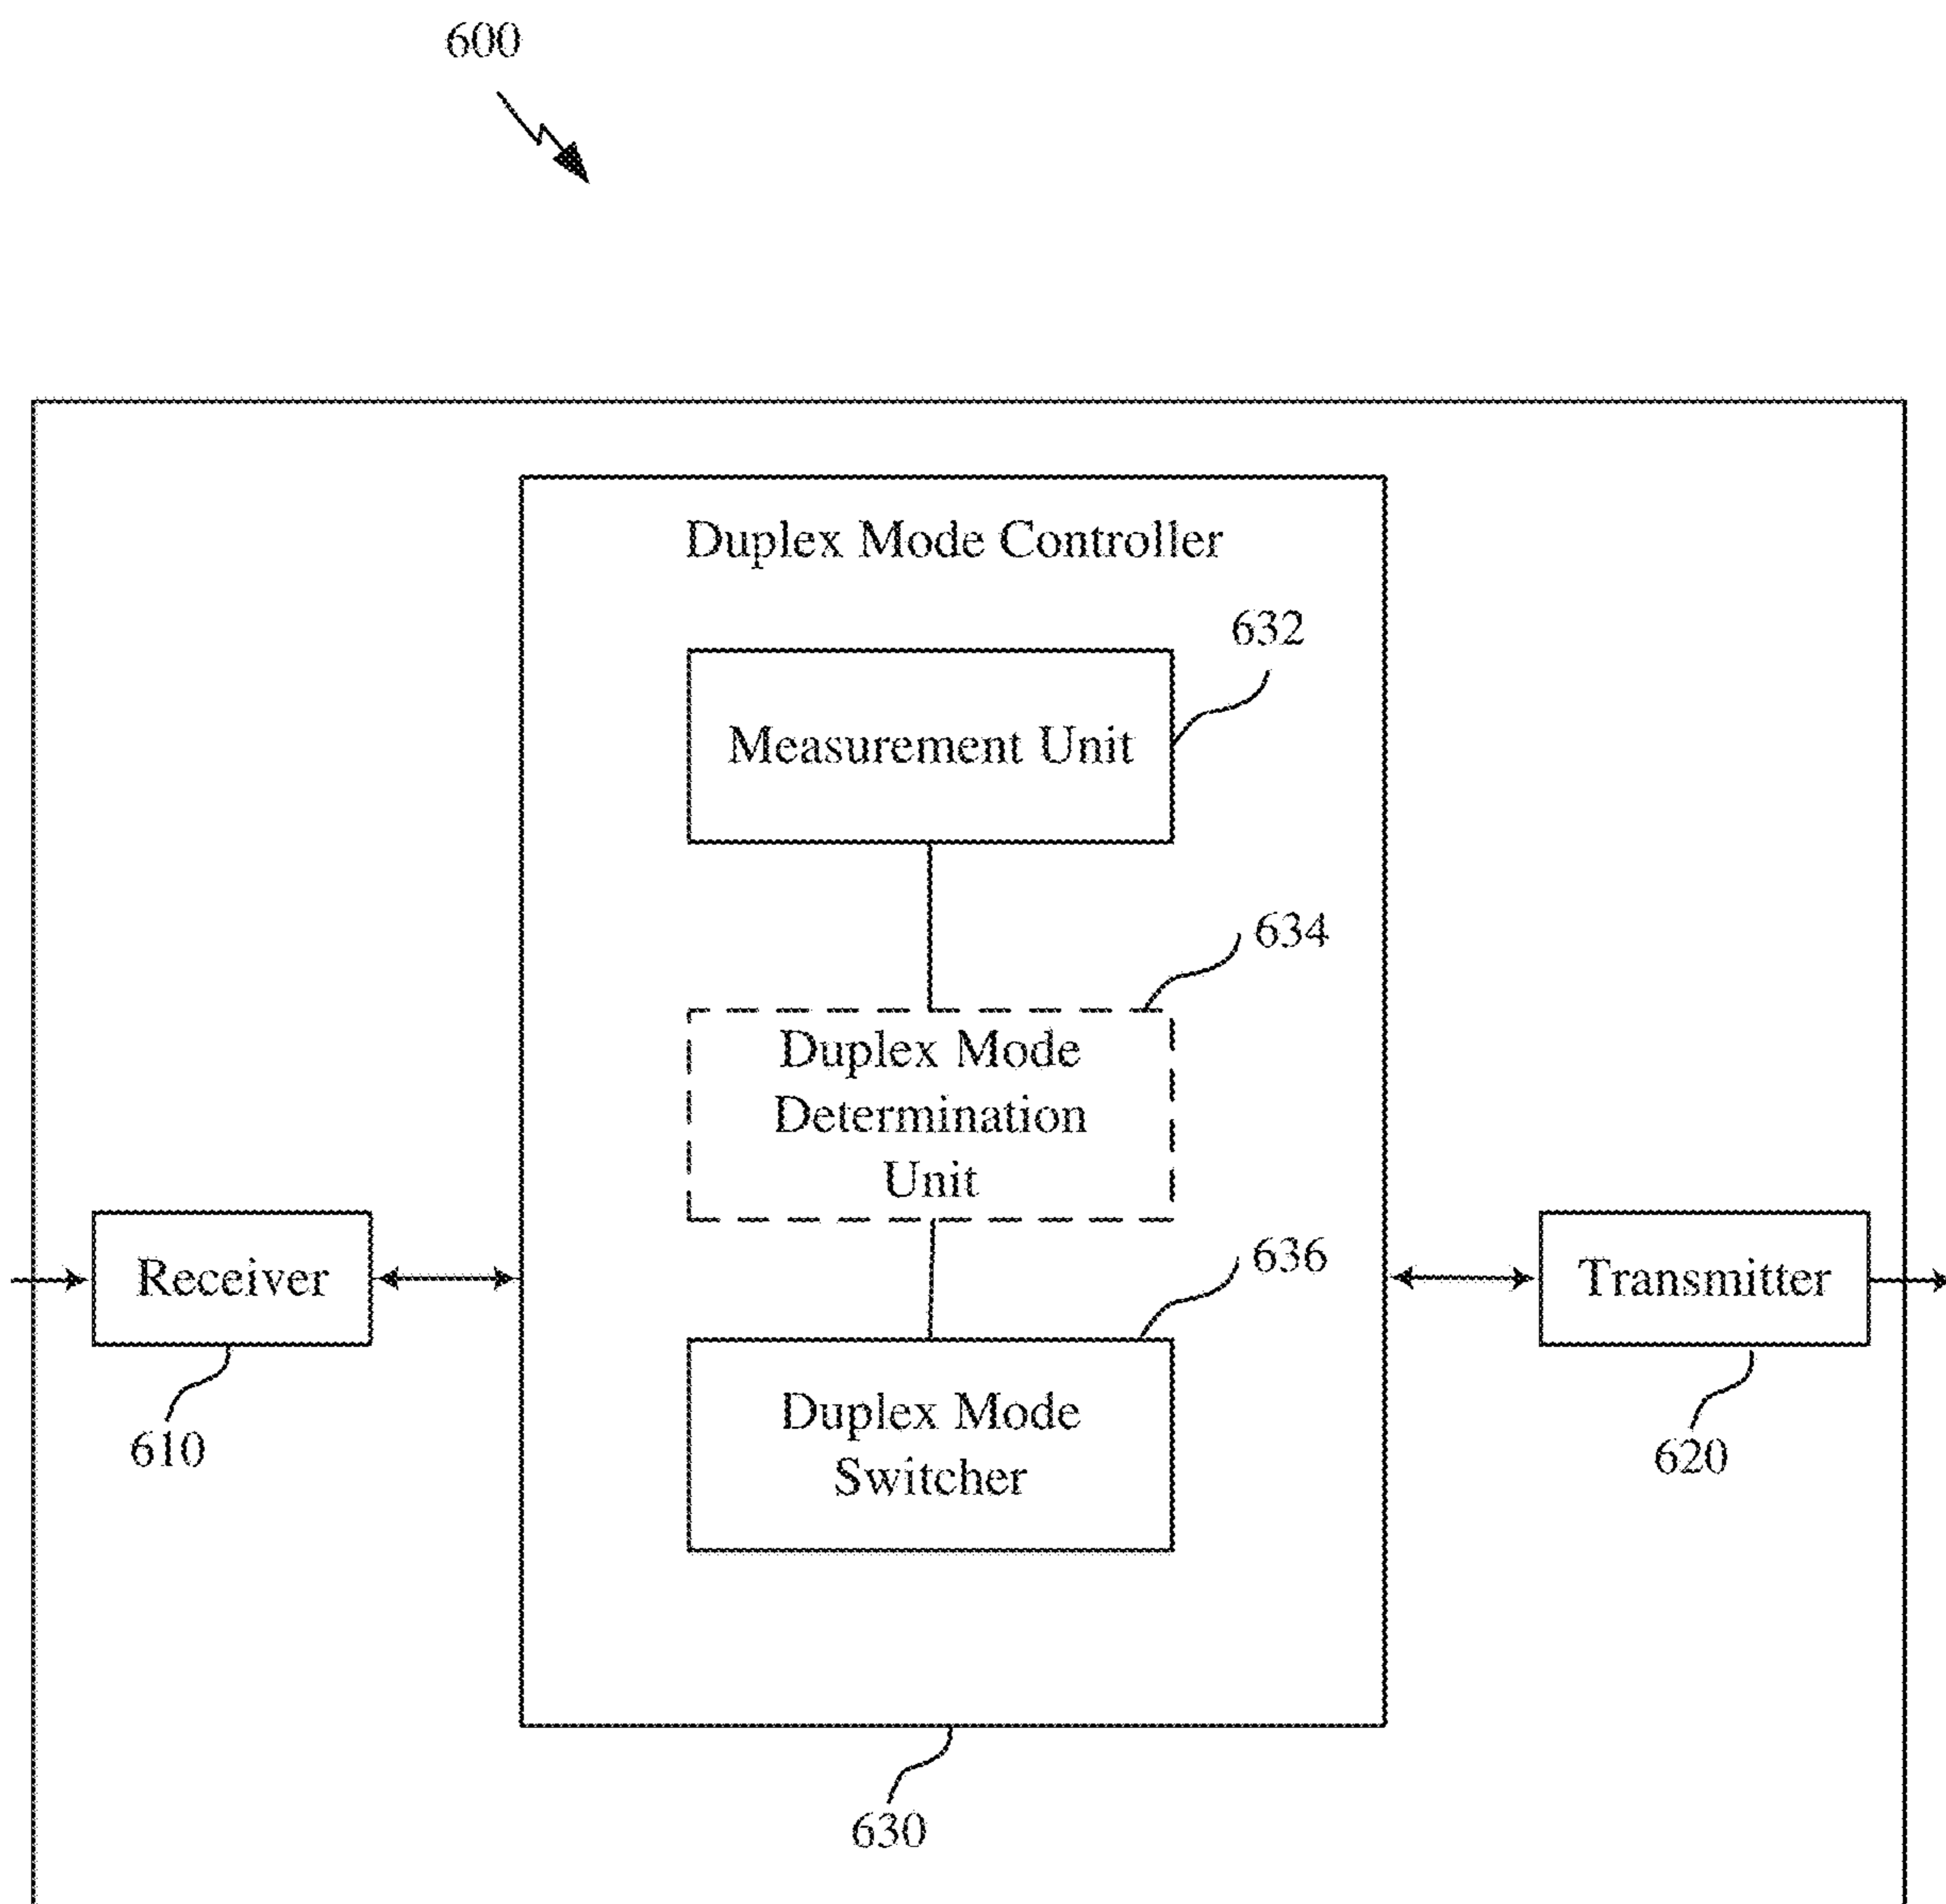 600
Duplex Mode Controller
632
Measurement Unit
634
Duplex Mode
Determination
Unit
636
Receiver
Transmitter
Duplex Mode
Switcher
610
620
630